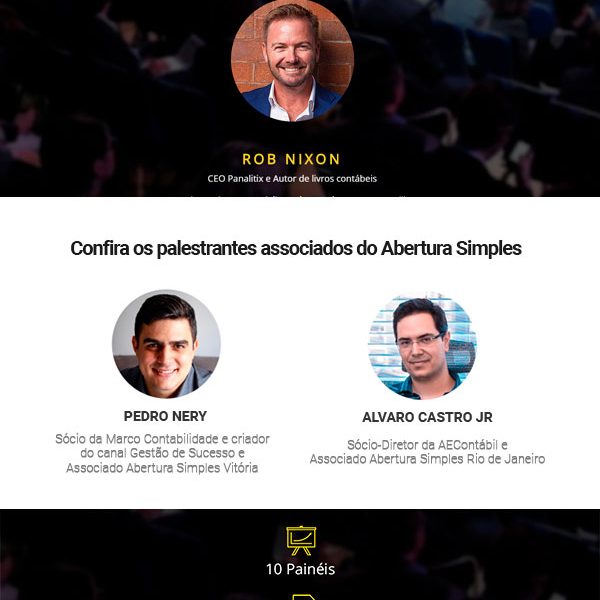 ROB NIXON
CEO Panalitix e Autor de livros contábeis
Confira os palestrantes associados do Abertura Simples
PEDRO NERY
Sócio da Marco Contabilidade e criador
do canal Gestão de Sucesso e
Associado Abertura Simples Vitória
ALVARO CASTRO JR
Sócio-Diretor da AEContábil e
Associado Abertura Simples Rio de Janeiro
10 Painéis